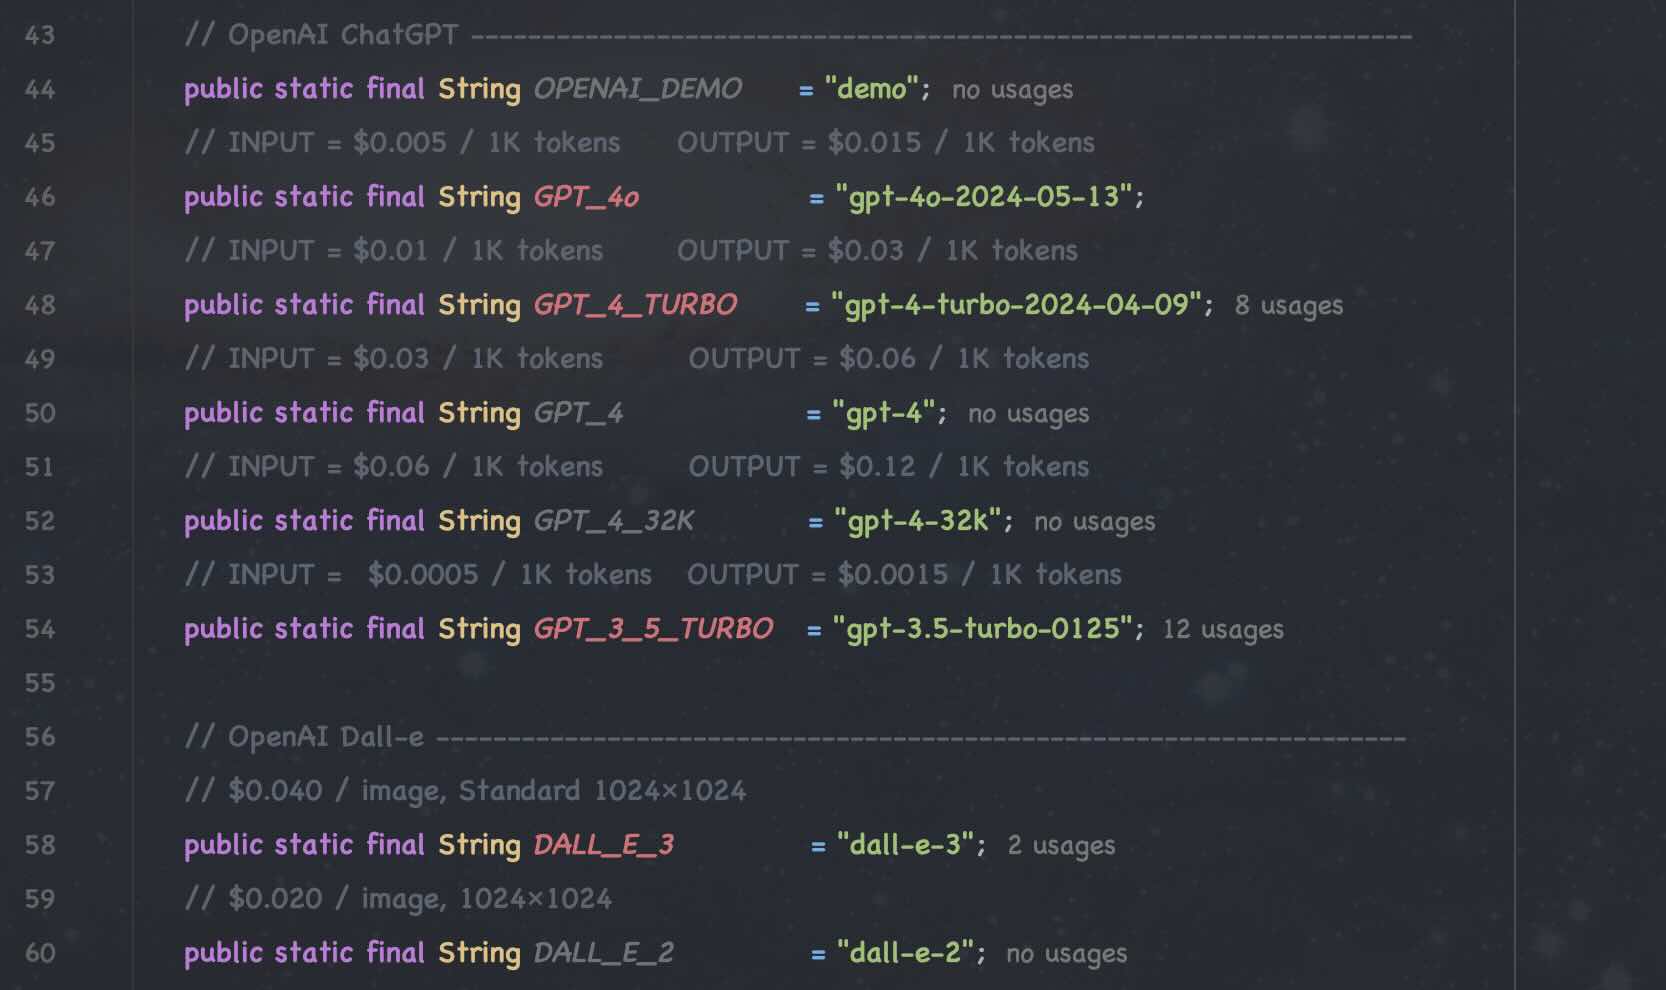 43 // OpenAI ChatGPT ------------------------------------------------------------------
44 public static final String OPENAI_DEMO = "demo"; no usages
45 // INPUT = $0.005 / 1K tokens OUTPUT = $0.015 / 1K tokens
46 public static final String GPT_4o = "gpt-4o-2024-05-13";
47 // INPUT = $0.01 / 1K tokens OUTPUT = $0.03 / 1K tokens
48 public static final String GPT_4_TURBO = "gpt-4-turbo-2024-04-09"; 8 usages
49 // INPUT = $0.03 / 1K tokens OUTPUT = $0.06 / 1K tokens
50 public static final String GPT_4 = "gpt-4"; no usages
51 // INPUT = $0.06 / 1K tokens OUTPUT = $0.12 / 1K tokens
52 public static final String GPT_4_32K = "gpt-4-32k"; no usages
53 // INPUT = $0.0005 / 1K tokens OUTPUT = $0.0015 / 1K tokens
54 public static final String GPT_3_5_TURBO = "gpt-3.5-turbo-0125"; 12 usages
55
56 // OpenAI Dall-e --------------------------------------------------------------------
57 // $0.040 / image, Standard 1024×1024
58 public static final String DALL_E_3 = "dall-e-3"; 2 usages
59 // $0.020 / image, 1024×1024
60 public static final String DALL_E_2 = "dall-e-2"; no usages